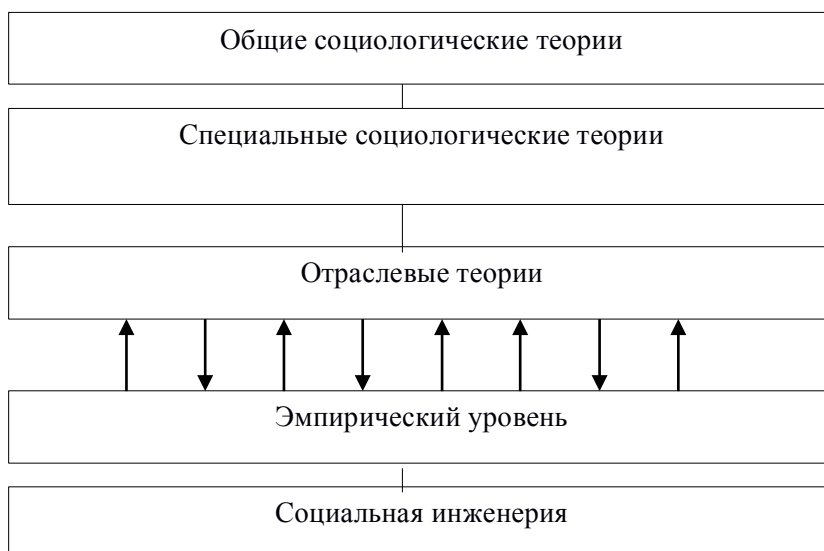 Общие социологические теории
Специальные социологические теории
Отраслевые теории
Эмпирический уровень
Социальная инженерия